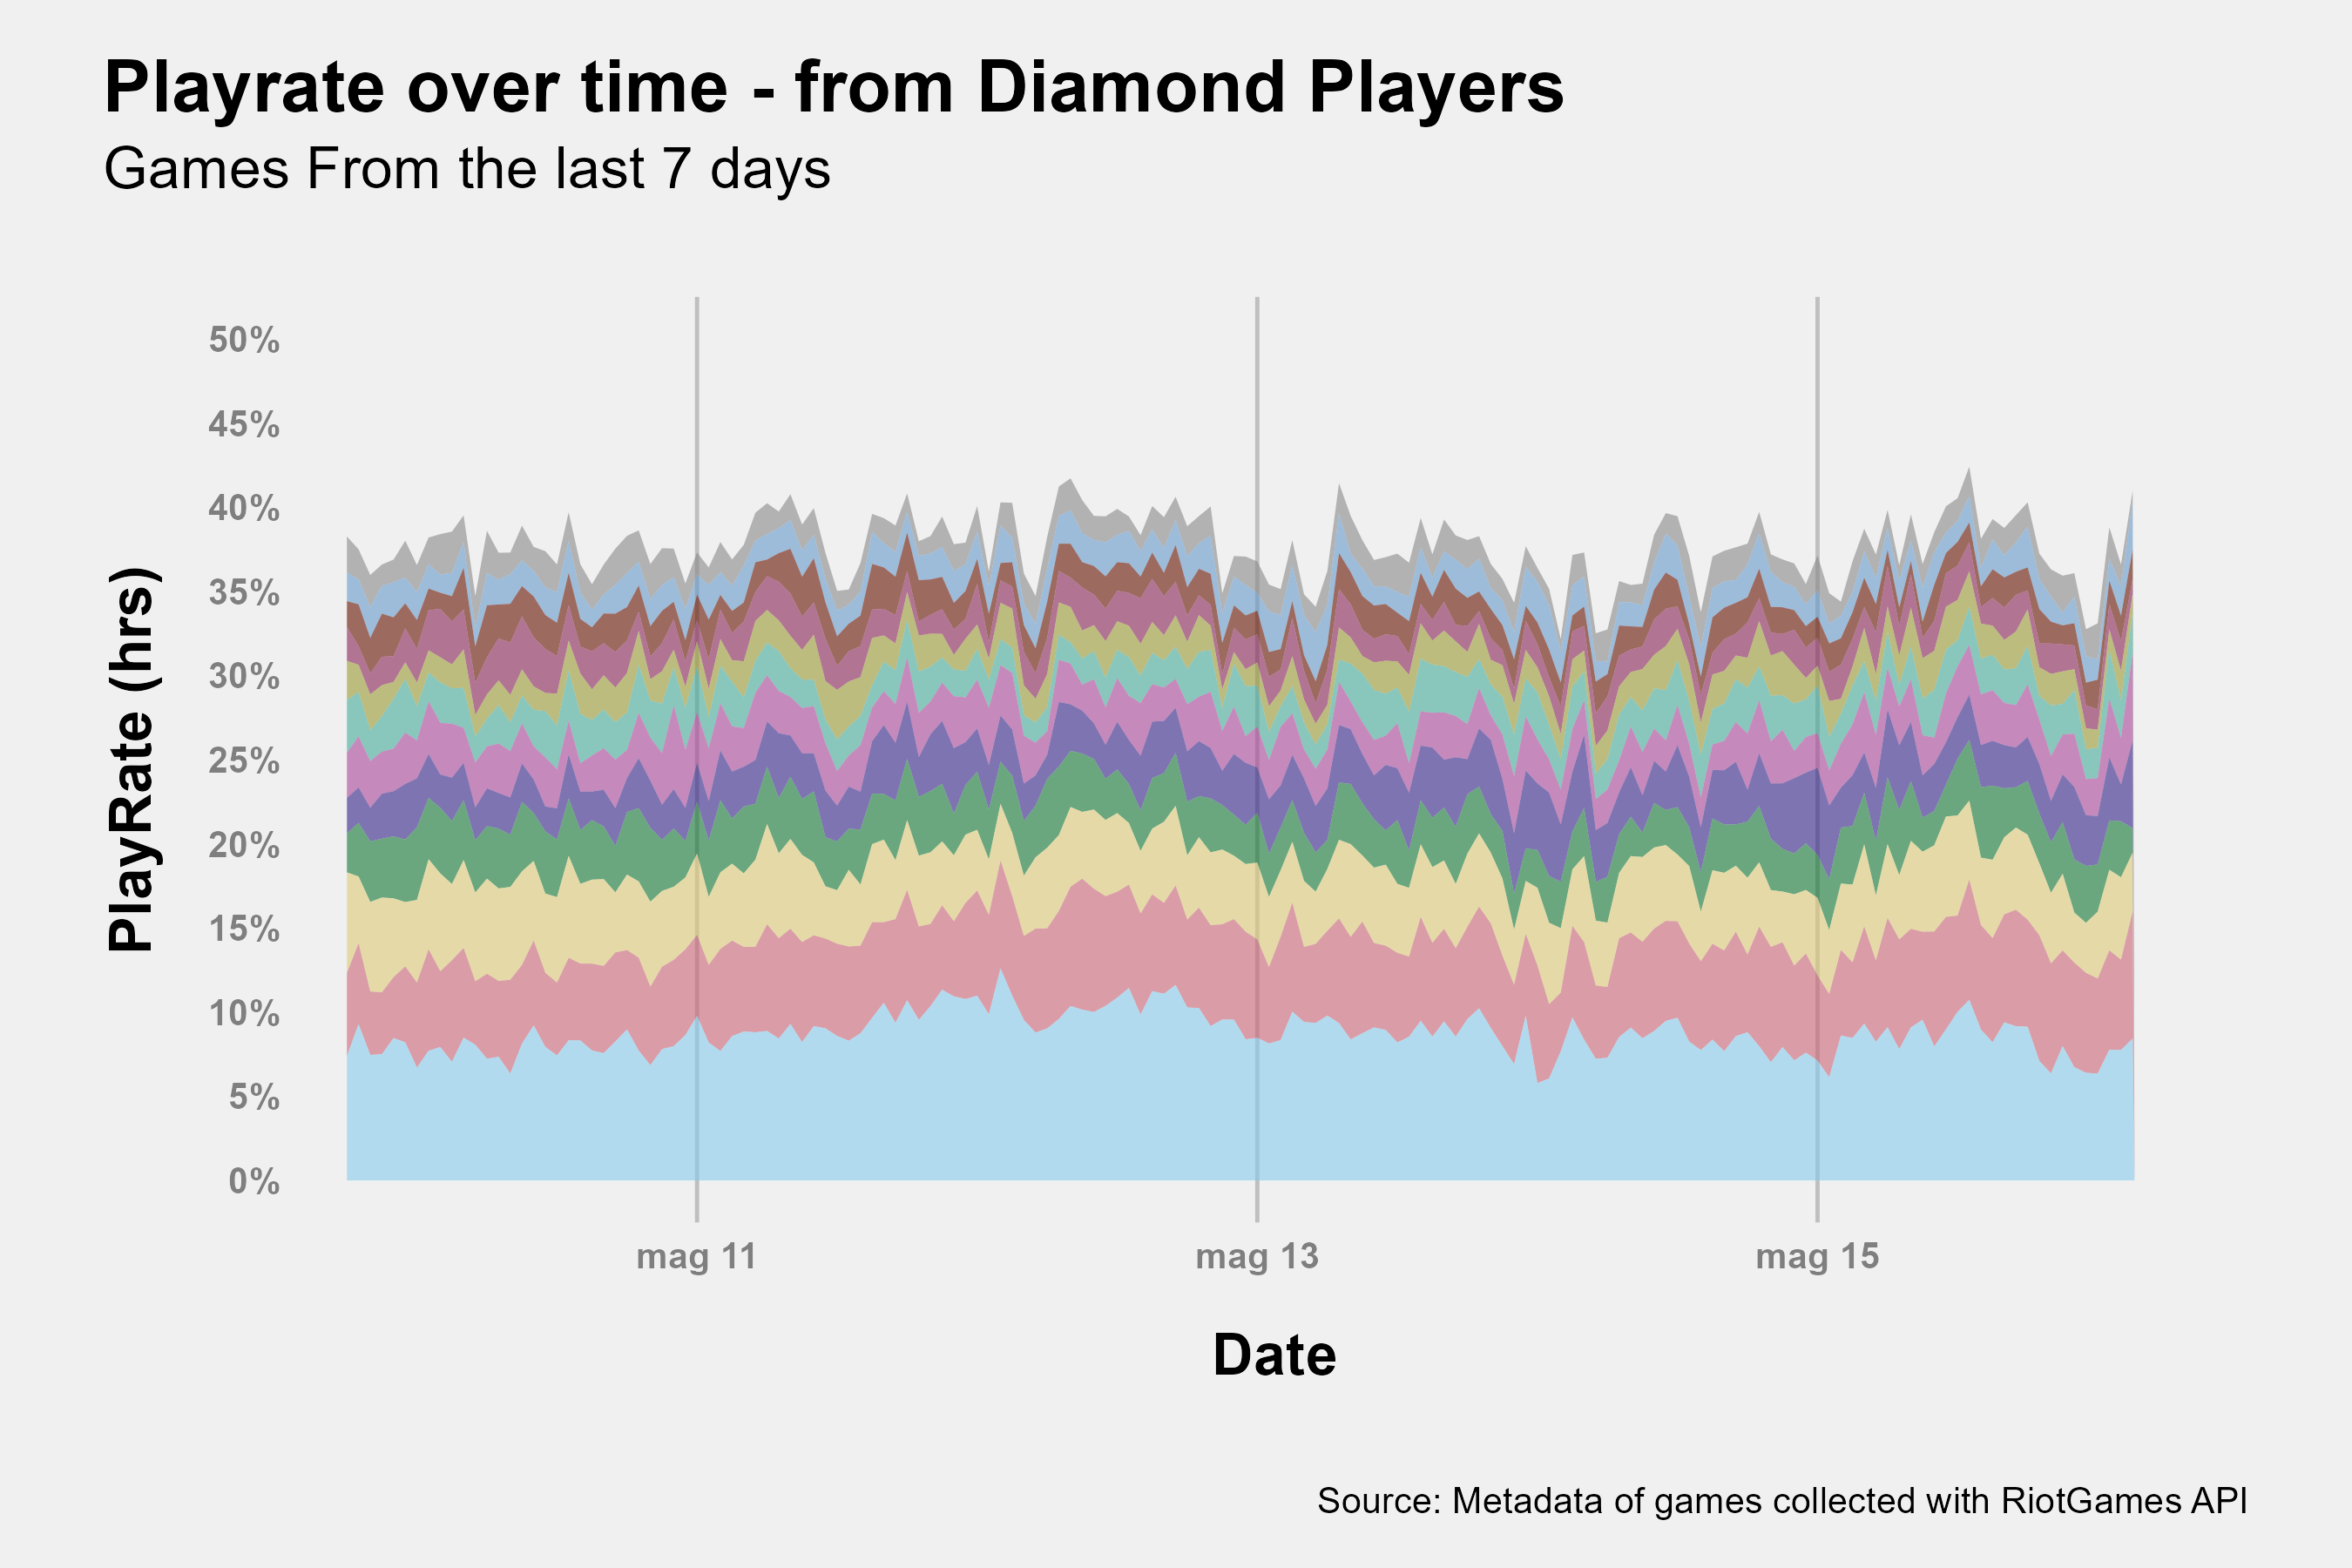 Playrate over time - from Diamond Players
Games From the last 7 days
PlayRate (hrs)
50%
45%
40%
35%
30%
25%
20%
15%
10%
5%
0%
mag 11
mag 13
mag 15
Date
Source: Metadata of games collected with RiotGames API